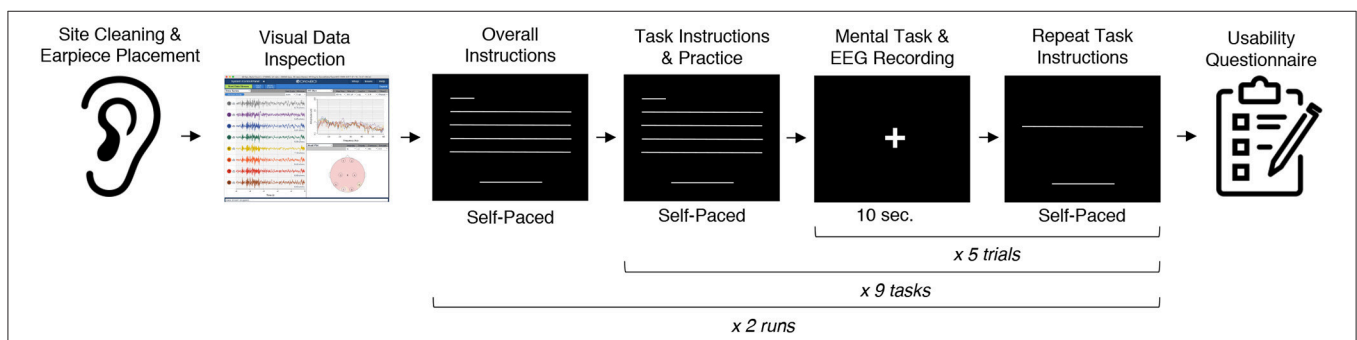 Site Cleaning &
Earpiece Placement
Visual Data
Inspection
Overall
Instructions
Task Instructions
& Practice
Mental Task &
EEG Recording
Repeat Task
Instructions
Usability
Questionnaire
Self-Paced
Self-Paced
10 sec.
Self-Paced
x 5 trials
x 9 tasks
x 2 runs